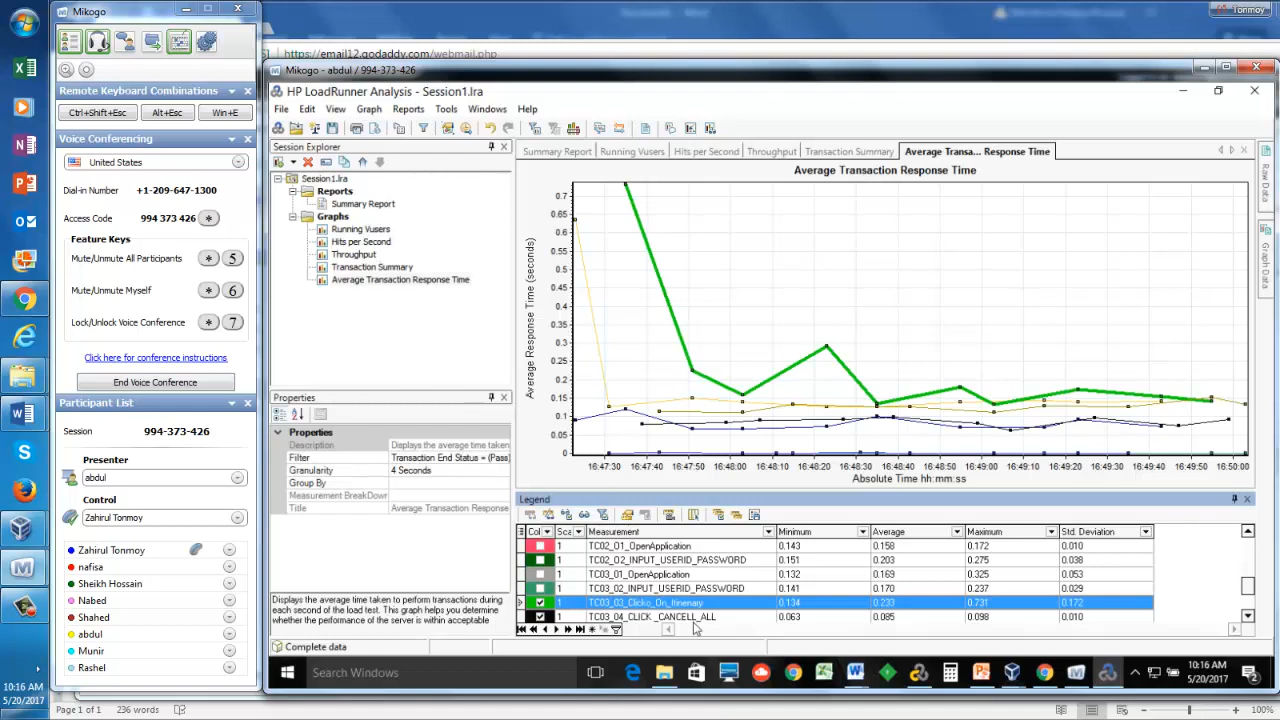 Mikogo
Tonmoy
https://email12.godaddy.com/webmail.php
Remote Keyboard Combinations
Ctrl+Shift+Esc
Alt+Esc
Win+E
Voice Conferencing
United States
Dial-in Number
+1-209-647-1300
Access Code
994 373 426
*
Feature Keys
Mute/Unmute All Participants
* 5
Mute/Unmute Myself
* 6
Lock/Unlock Voice Conference
* 7
Click here for conference instructions
End Voice Conference
Participant List
Session
994-373-426
Presenter
abdul
Control
Zahirul Tonmoy
Zahirul Tonmoy
nafisa
Sheikh Hossain
Nabed
Shahed
abdul
Munir
Rachel
Mikogo - abdul / 994-373-426
HP LoadRunner Analysis - Session1.lra
File Edit View Graph Reports Tools Windows Help
Session Explorer
Session1.lra
Reports
Summary Report
Graphs
Running Vusers
Hits per Second
Throughput
Transaction Summary
Average Transaction Response Time
Properties
Properties
Description Displays the average time taken
Filter Transaction End Status = (Pass)
Granularity 4 Seconds
Group By
Measurement BreakDow
Title Average Transaction Response
Displays the average time taken to perform transactions
during each second of the load test. This graph helps you determine
whether the performance of the server is within acceptable
Summary Report Running Vusers Hits per Second Throughput Transaction Summary Average Transa... Response Time
Average Transaction Response Time
Average Response Time (seconds)
0.7
0.65
0.6
0.55
0.5
0.45
0.4
0.35
0.3
0.25
0.2
0.15
0.1
0.05
0
16:47:30 16:47:40 16:47:50 16:48:00 16:48:10 16:48:20 16:48:30 16:48:40 16:48:50 16:49:00 16:49:10 16:49:20 16:49:30 16:49:40 16:49:50 16:50:00
Absolute Time hh:mm:ss
Raw Data
Graph Data
Legend
Col Sca Measurement Minimum Average Maximum Std. Deviation
1 TC02_01_OpenApplication 0.143 0.158 0.172 0.010
1 TC02_02_INPUT_USERID_PASSWORD 0.151 0.203 0.275 0.038
1 TC03_01_OpenApplication 0.132 0.169 0.325 0.053
1 TC03_02_INPUT_USERID_PASSWORD 0.141 0.170 0.237 0.029
1 TC03_03_Clicko_On_Itinenary 0.134 0.233 0.731 0.172
1 TC03_04_CLICK _CANCELL_ALL 0.063 0.085 0.098 0.010
Complete data
Search Windows
10:16 AM
5/20/2017
2
10:16 AM
5/20/2017
Page 1 of 1 236 words
100%